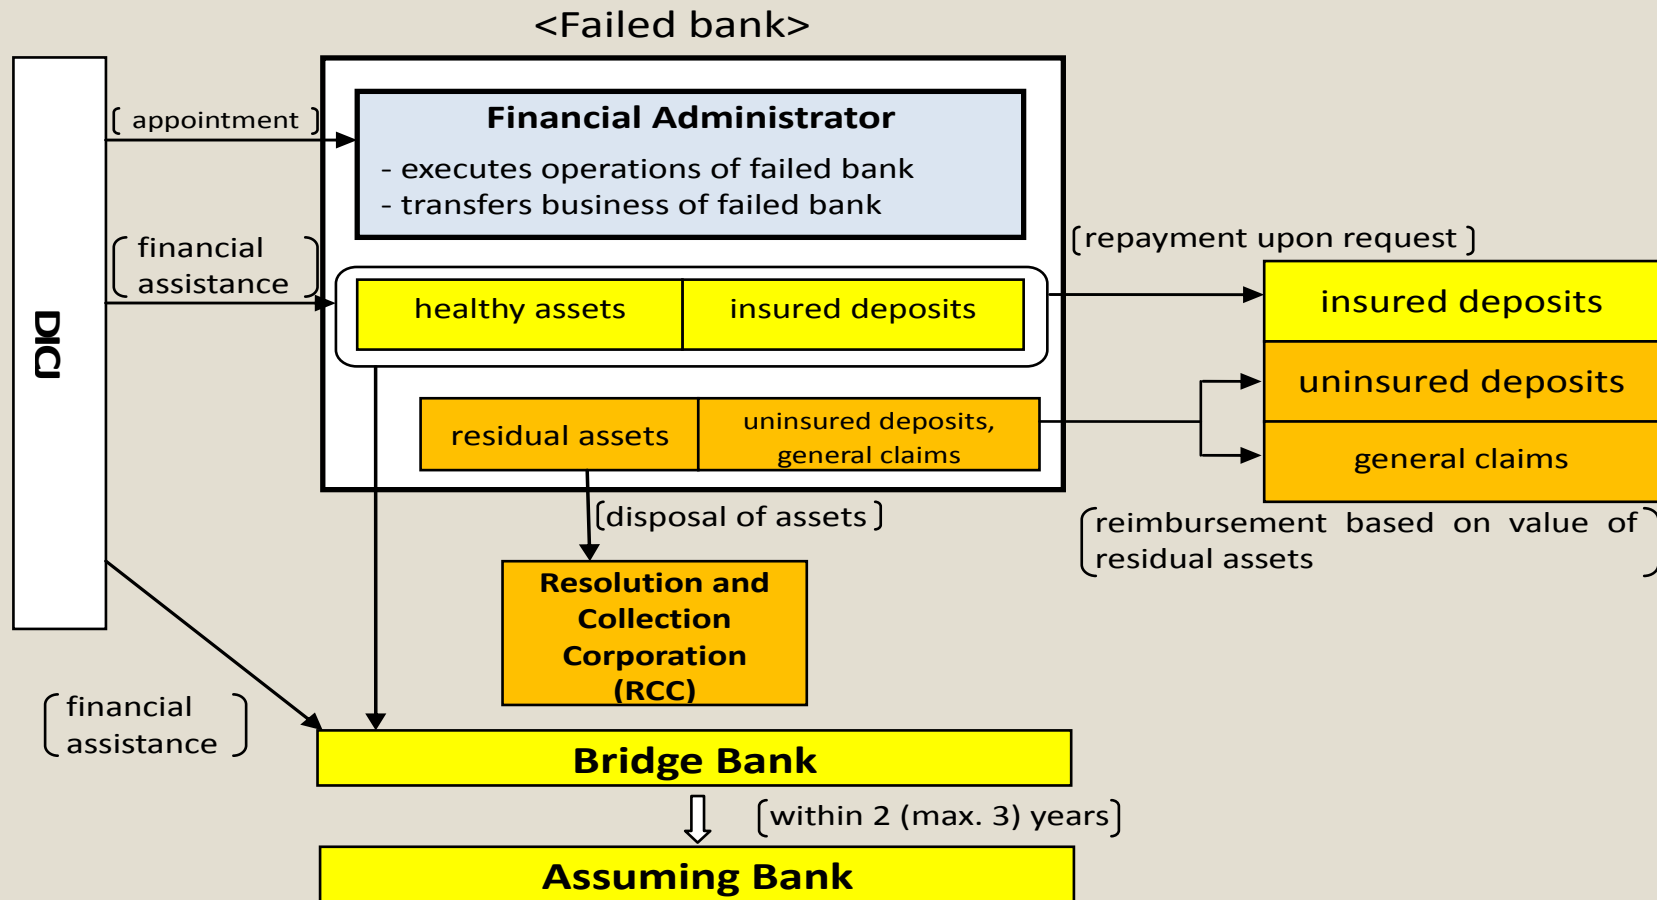 <Failed bank>
[ appointment ]
Financial Administrator
- executes operations of failed bank
- transfers business of failed bank
[ financial
assistance ]
DICJ
healthy assets
insured deposits
[repayment upon request ]
insured deposits
uninsured deposits
general claims
residual assets
uninsured deposits,
general claims
[disposal of assets ]
[reimbursement based on value of
residual assets ]
Resolution and
Collection
Corporation
(RCC)
[ financial
assistance ]
Bridge Bank
[within 2 (max. 3) years]
Assuming Bank